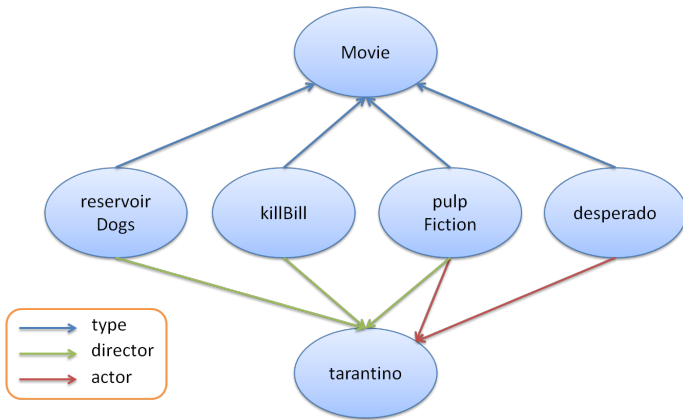 Movie
reservoir
Dogs
killBill
pulp
Fiction
desperado
type
director
actor
tarantino